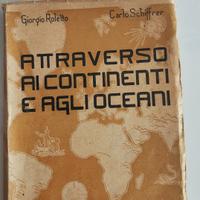 Giorgio Roletto Carlo Schiffrer
ATTRAVERSO
AI CONTINENTI
E AGLI OCEANI